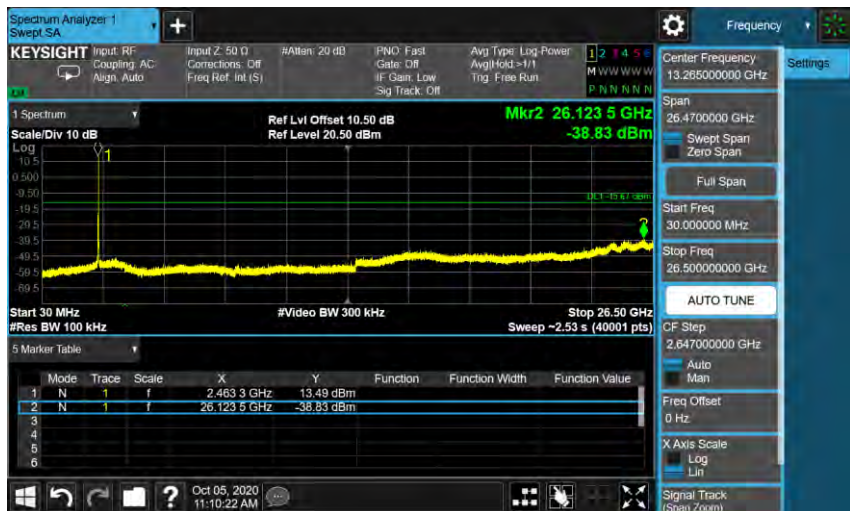 Spectrum Analyzer 1
Swept SA
Frequency
KEYSIGHT
Input: RF
Coupling: AC
Align: Auto
Input Z: 50 Ω
Corrections: Off
Freq Ref: Int (S)
#Atten: 20 dB
PNO: Fast
Gate: Off
IF Gain: Low
Sig Track: Off
Avg Type: Log-Power
Avg|Hold:>1/1
Trig: Free Run
1 2 3 4 5 6
M W W W W W
P N N N N N
1 Spectrum
Scale/Div 10 dB
Ref Lvl Offset 10.50 dB
Ref Level 20.50 dBm
Mkr2 26.123 5 GHz
-38.83 dBm
Log
10.5
0.500
-9.50
-19.5
-29.5
-39.5
-49.5
-59.5
-69.5
1
2
DL1 -15.67 dBm
Start 30 MHz
#Res BW 100 kHz
#Video BW 300 kHz
Stop 26.50 GHz
Sweep ~2.53 s (40001 pts)
5 Marker Table
Mode Trace Scale X Y Function Function Width Function Value
1 N 1 f 2.463 3 GHz 13.49 dBm
2 N 1 f 26.123 5 GHz -38.83 dBm
3
4
5
6
Oct 05, 2020
11:10:22 AM
Center Frequency
13.265000000 GHz
Settings
Span
26.4700000 GHz
Swept Span
Zero Span
Full Span
Start Freq
30.000000 MHz
Stop Freq
26.500000000 GHz
AUTO TUNE
CF Step
2.647000000 GHz
Auto
Man
Freq Offset
0 Hz
X Axis Scale
Log
Lin
Signal Track
(Span Zoom)